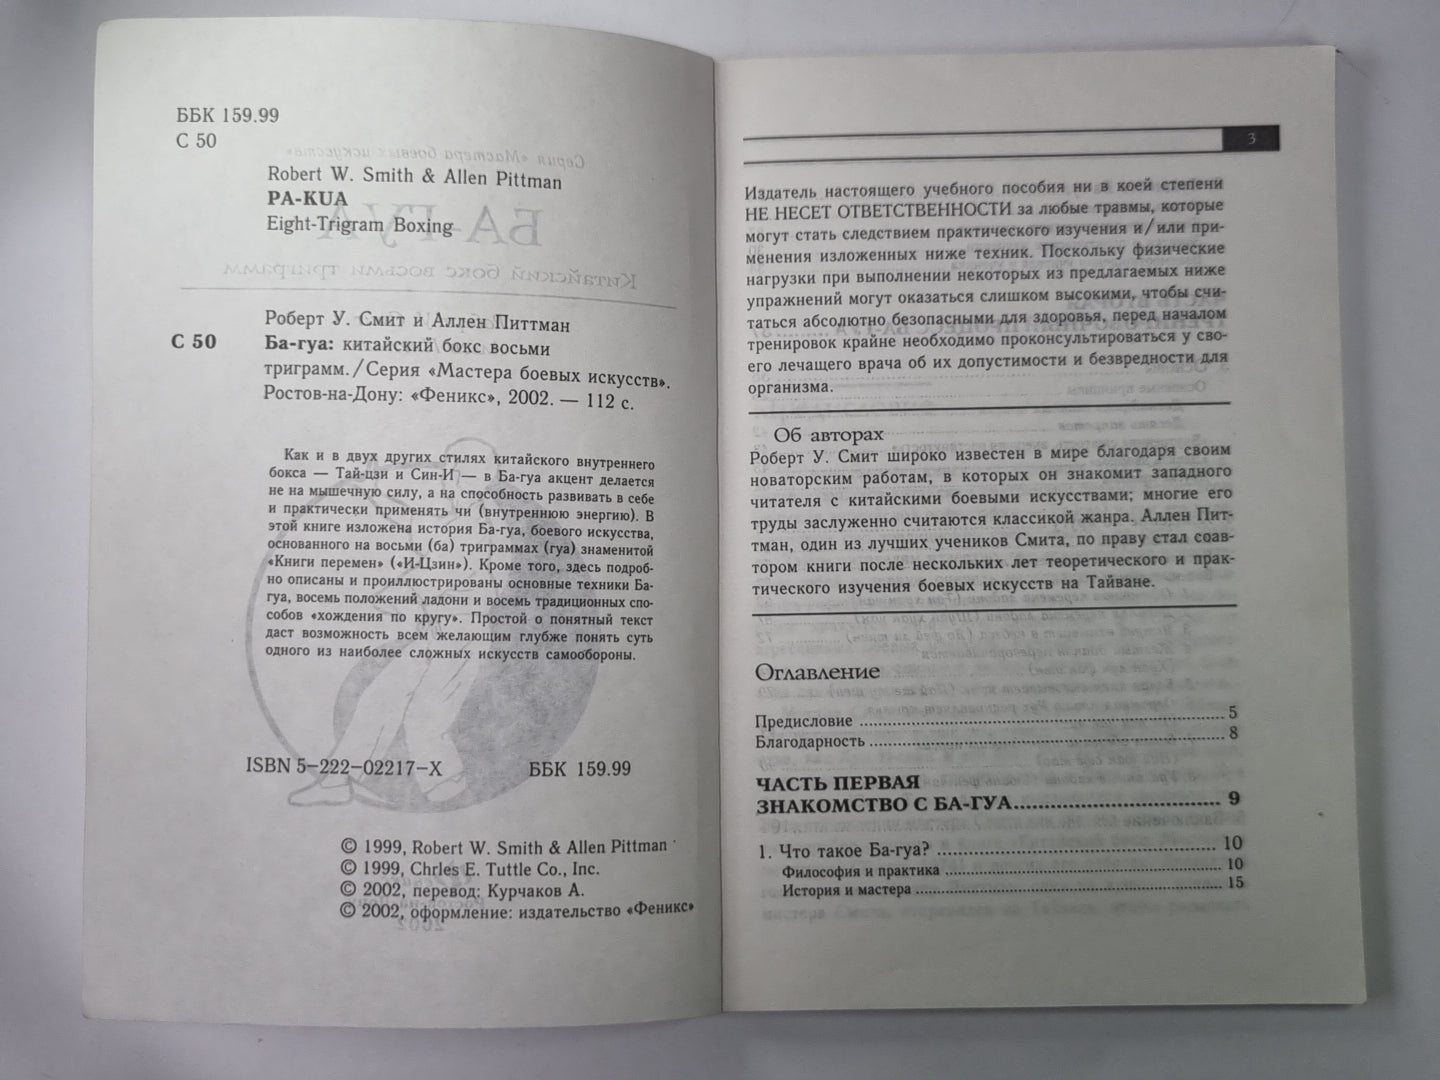 ББК 159.99
С 50
Robert W. Smith & Allen Pittman
PA-KUA
Eight-Trigram Boxing
Роберт У. Смит и Аллен Питтман
С 50
Ба-гуа: китайский бокс восьми
триграмм./Серия «Мастера боевых искусств».
Ростов-на-Дону: «Феникс», 2002. — 112 с.
Как и в двух других стилях китайского внутреннего
бокса — Тай-цзи и Син-И — в Ба-гуа акцент делается
не на мышечную силу, а на способность развивать в себе
и практически применять чи (внутреннюю энергию). В
этой книге изложена история Ба-гуа, боевого искусства,
основанного на восьми (ба) триграммах (гуа) знаменитой
«Книги перемен» («И-Цзин»). Кроме того, здесь подроб-
но описаны и проиллюстрированы основные техники Ба-
гуа, восемь положений ладони и восемь традиционных спо-
собов «хождения по кругу». Простой о понятный текст
даст возможность всем желающим глубже понять суть
одного из наиболее сложных искусств самообороны.
ISBN 5–222–02217–X ББК 159.99
© 1999, Robert W. Smith & Allen Pittman
© 1999, Chrles E. Tuttle Co., Inc.
© 2002, перевод: Курчаков А.
© 2002, оформление: издательство «Феникс»
3
Издатель настоящего учебного пособия ни в коей степени
НЕ НЕСЕТ ОТВЕТСТВЕННОСТИ за любые травмы, которые
могут стать следствием практического изучения и/или при-
менения изложенных ниже техник. Поскольку физические
нагрузки при выполнении некоторых из предлагаемых ниже
упражнений могут оказаться слишком высокими, чтобы счи-
таться абсолютно безопасными для здоровья, перед началом
тренировок крайне необходимо проконсультироваться у сво-
его лечащего врача об их допустимости и безвредности для
организма.
Об авторах
Роберт У. Смит широко известен в мире благодаря своим
новаторским работам, в которых он знакомит западного
читателя с китайскими боевыми искусствами; многие его
труды заслуженно считаются классикой жанра. Аллен Пит-
тман, один из лучших учеников Смита, по праву стал соав-
тором книги после нескольких лет теоретического и прак-
тического изучения боевых искусств на Тайване.
Оглавление
Предисловие ........ 5
Благодарность ........ 8
ЧАСТЬ ПЕРВАЯ
ЗНАКОМСТВО С БА-ГУА ........ 9
1. Что такое Ба-гуа? ........ 10
Философия и практика ........ 10
История и мастера ........ 15